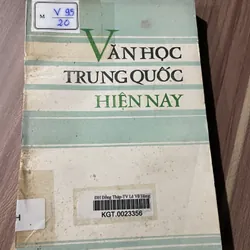 M
V 95
20
VĂN HỌC
TRUNG QUỐC
HIỆN NAY
KGT.0023356
H